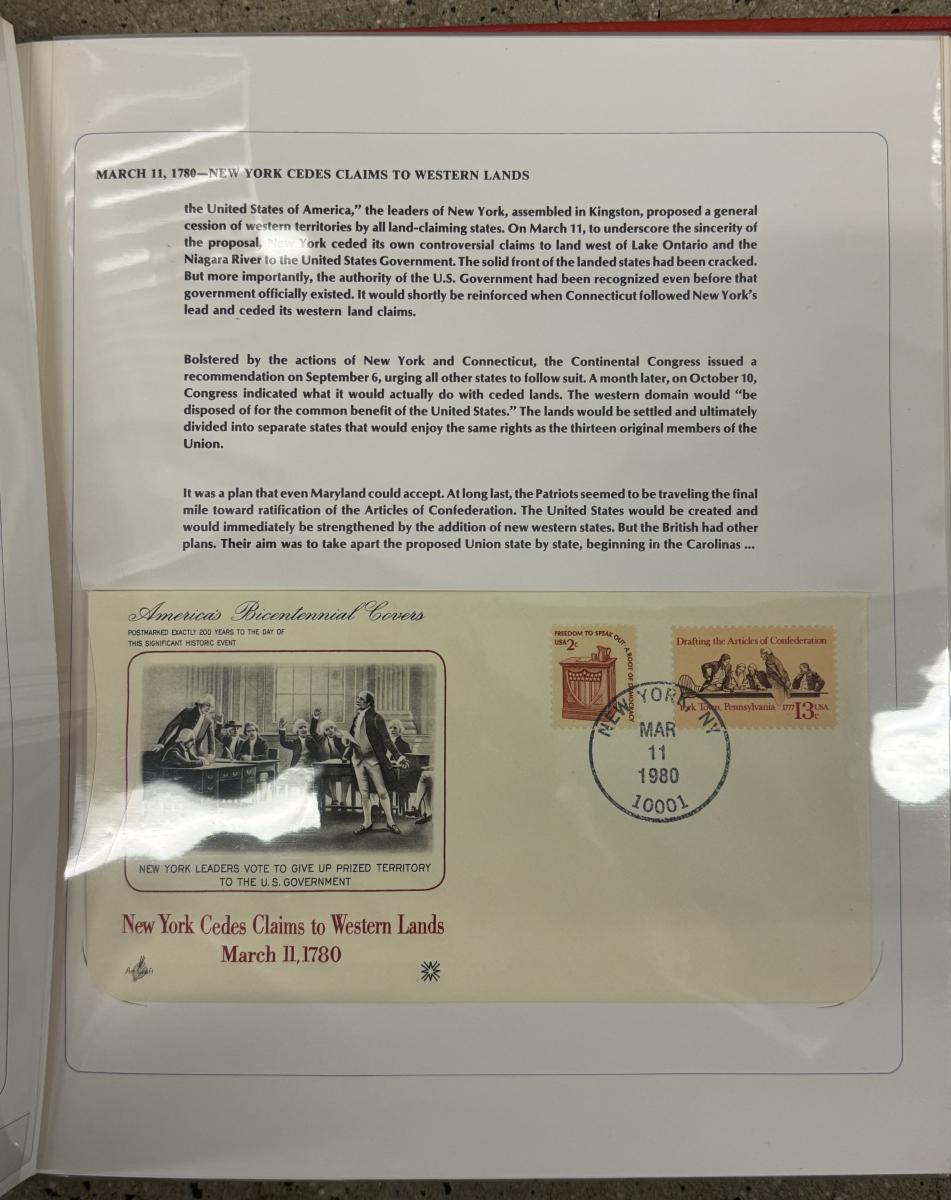 MARCH 11, 1780—NEW YORK CEDES CLAIMS TO WESTERN LANDS
the United States of America,” the leaders of New York, assembled in Kingston, proposed a general
cession of western territories by all land-claiming states. On March 11, to underscore the sincerity of
the proposal, New York ceded its own controversial claims to land west of Lake Ontario and the
Niagara River to the United States Government. The solid front of the landed states had been cracked.
But more importantly, the authority of the U.S. Government had been recognized even before that
government officially existed. It would shortly be reinforced when Connecticut followed New York’s
lead and ceded its western land claims.
Bolstered by the actions of New York and Connecticut, the Continental Congress issued a
recommendation on September 6, urging all other states to follow suit. A month later, on October 10,
Congress indicated what it would actually do with ceded lands. The western domain would “be
disposed of for the common benefit of the United States.” The lands would be settled and ultimately
divided into separate states that would enjoy the same rights as the thirteen original members of the
Union.
It was a plan that even Maryland could accept. At long last, the Patriots seemed to be traveling the final
mile toward ratification of the Articles of Confederation. The United States would be created and
would immediately be strengthened by the addition of new western states. But the British had other
plans. Their aim was to take apart the proposed Union state by state, beginning in the Carolinas ...
America's Bicentennial Covers
POSTMARKED EXACTLY 200 YEARS TO THE DAY OF
THIS SIGNIFICANT HISTORIC EVENT
FREEDOM TO SPEAK OUT-A ROOT OF DEMOCRACY
USA 2c
Drafting the Articles of Confederation
York Town, Pennsylvania 1777 13c USA
NEW YORK, NY
MAR
11
1980
10001
NEW YORK LEADERS VOTE TO GIVE UP PRIZED TERRITORY
TO THE U.S. GOVERNMENT
New York Cedes Claims to Western Lands
March 11, 1780
ArtCraft